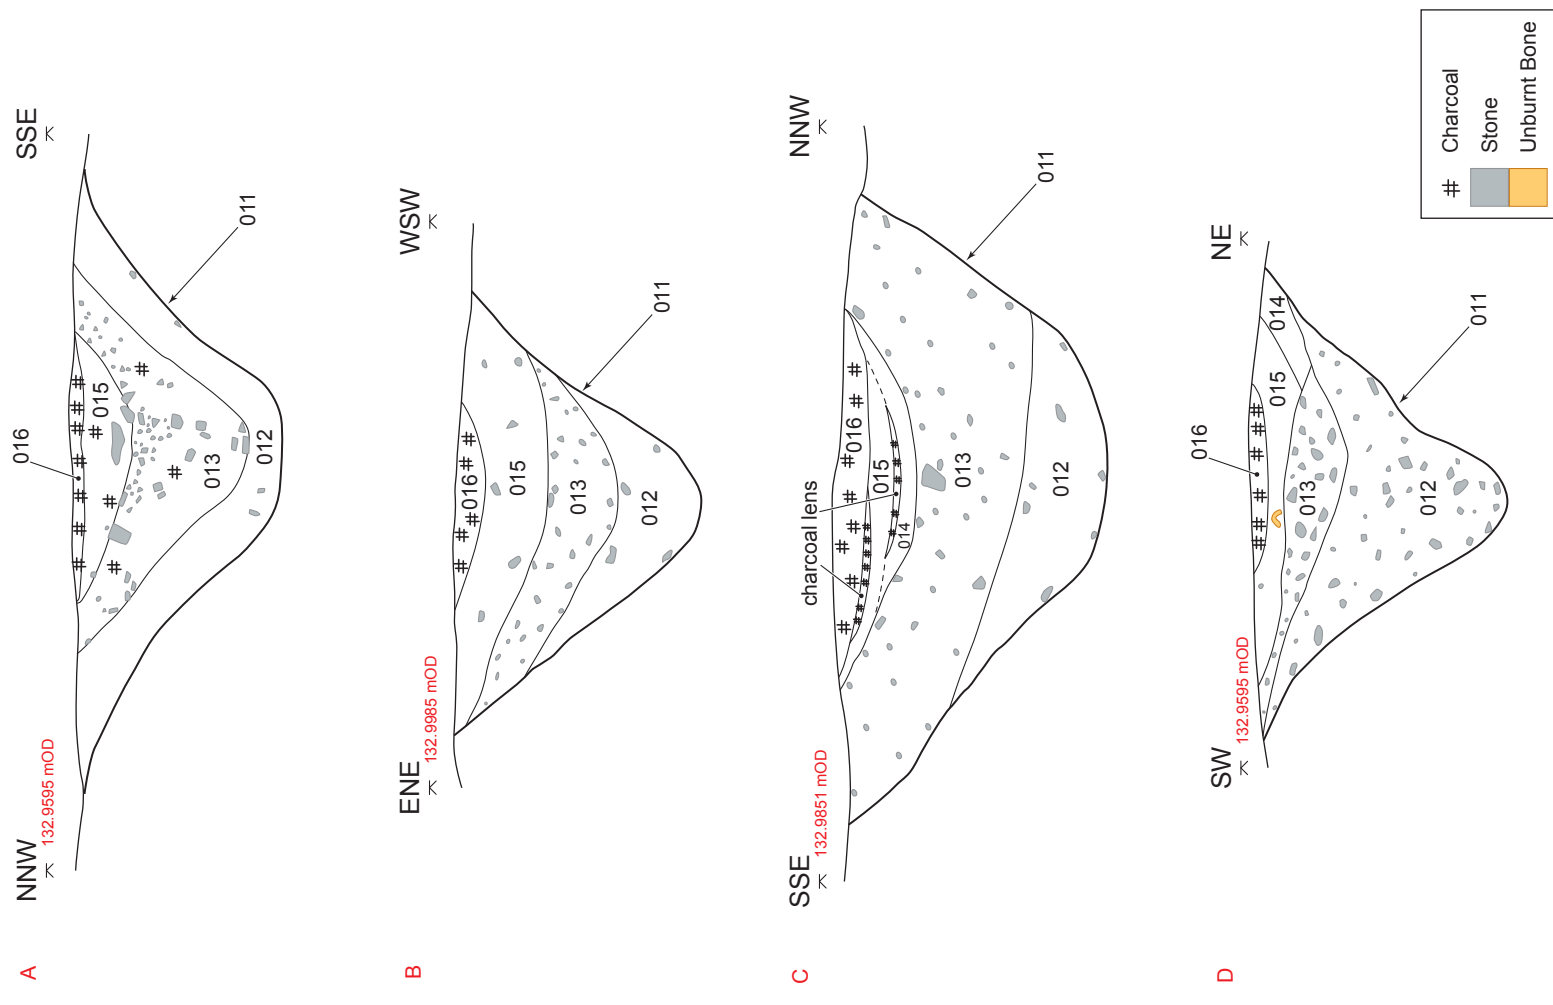 A
NNW
132.9595 mOD
SSE
016
015
013
012
011
B
ENE
132.9985 mOD
WSW
016
015
013
012
011
C
SSE
132.9851 mOD
NNW
charcoal lens
016
015
014
013
012
011
D
SW
132.9595 mOD
NE
016
015
014
013
012
011
Charcoal
Stone
Unburnt Bone